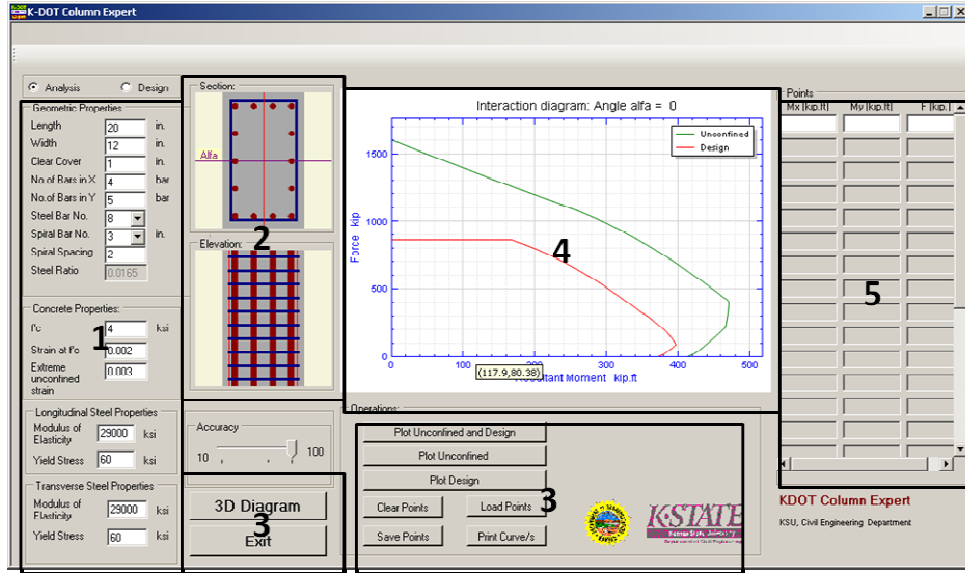 K-DOT Column Expert
Analysis
Design
Geometric Properties
Length 20 in.
Width 12 in.
Clear Cover 1 in.
No.of Bars in X 4 bar
No.of Bars in Y 5 bar
Steel Bar No. 8
Spiral Bar No. 3 in.
Spiral Spacing 2
Steel Ratio 0.0165
Concrete Properties:
1
f'c 4 ksi
Strain at f'c 0.002
Extreme unconfined strain 0.003
Longitudinal Steel Properties
Modulus of Elasticity 29000 ksi
Yield Stress 60 ksi
Transverse Steel Properties
Modulus of Elasticity 29000 ksi
Yield Stress 60 ksi
Section:
Alfa
2
Elevation:
Accuracy
10
100
3D Diagram
3
Exit
Interaction diagram: Angle alfa = 0
Unconfined
Design
Force kip
1500
1000
500
0
4
0 100 200 300 400 500
(117.9,80.38)
Resultant Moment kip.ft
Operations:
Plot Unconfined and Design
Plot Unconfined
Plot Design
Clear Points
Load Points
3
Save Points
Print Curve/s
K-STATE
Kansas State University
Points
Mx [kip.ft] My [kip.ft] F [kip.]
5
KDOT Column Expert
KSU, Civil Engineering Department